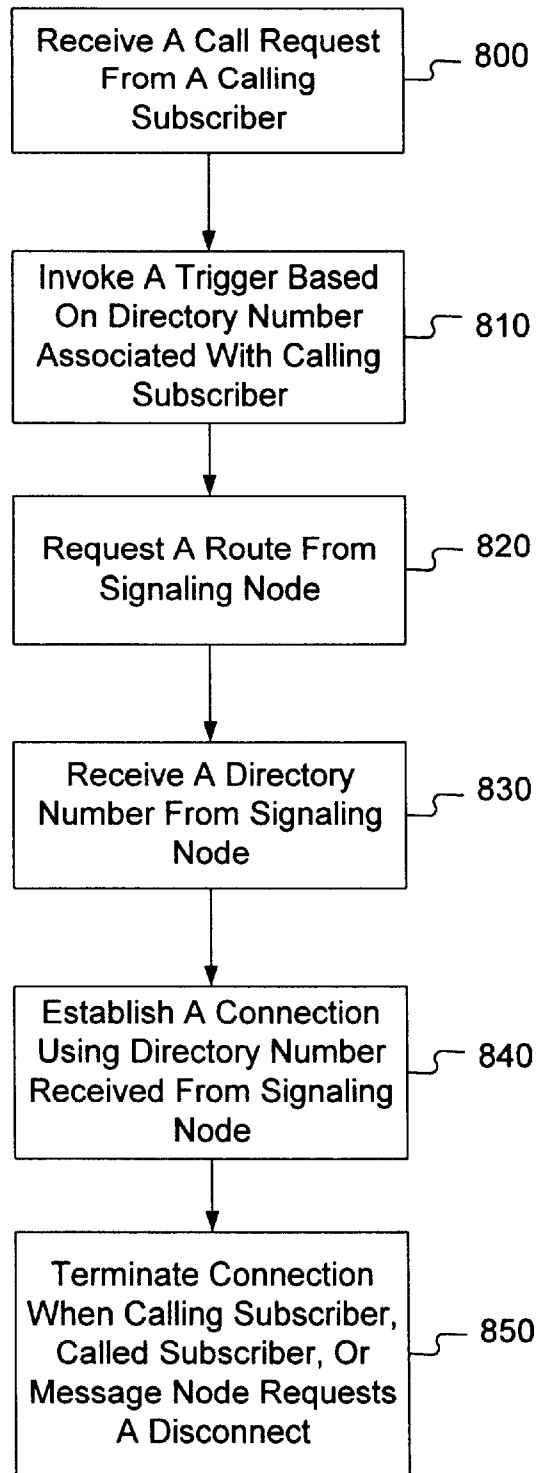 Receive A Call Request
From A Calling
Subscriber
800
Invoke A Trigger Based
On Directory Number
Associated With Calling
Subscriber
810
Request A Route From
Signaling Node
820
Receive A Directory
Number From Signaling
Node
830
Establish A Connection
Using Directory Number
Received From Signaling
Node
840
Terminate Connection
When Calling Subscriber,
Called Subscriber, Or
Message Node Requests
A Disconnect
850